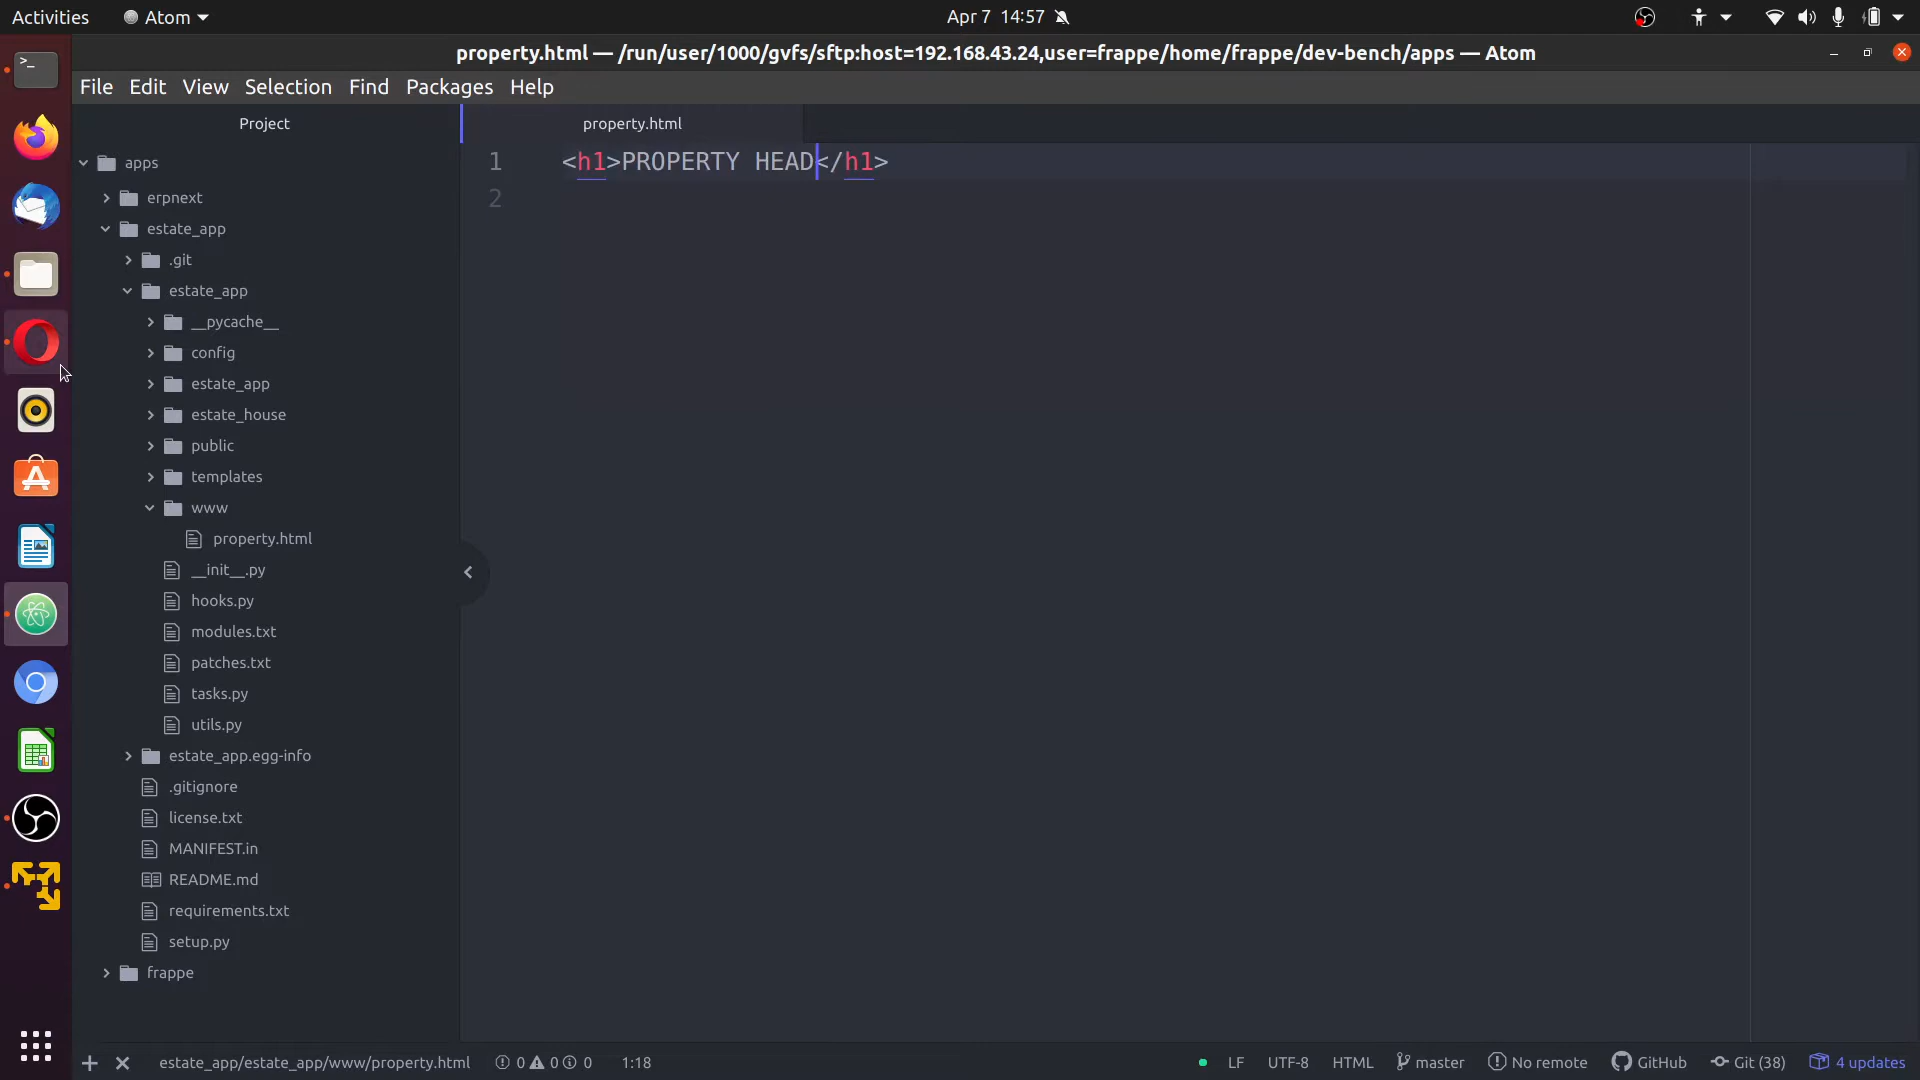 Activities Atom Apr 7 14:57
property.html — /run/user/1000/gvfs/sftp:host=192.168.43.24,user=frappe/home/frappe/dev-bench/apps — Atom
File Edit View Selection Find Packages Help
Project property.html
apps
erpnext
estate_app
.git
estate_app
__pycache__
config
estate_app
estate_house
public
templates
www
property.html
__init__.py
hooks.py
modules.txt
patches.txt
tasks.py
utils.py
estate_app.egg-info
.gitignore
license.txt
MANIFEST.in
README.md
requirements.txt
setup.py
frappe
1 <h1>PROPERTY HEAD</h1>
2
estate_app/estate_app/www/property.html 0 0 0 1:18 LF UTF-8 HTML master No remote GitHub Git (38) 4 updates